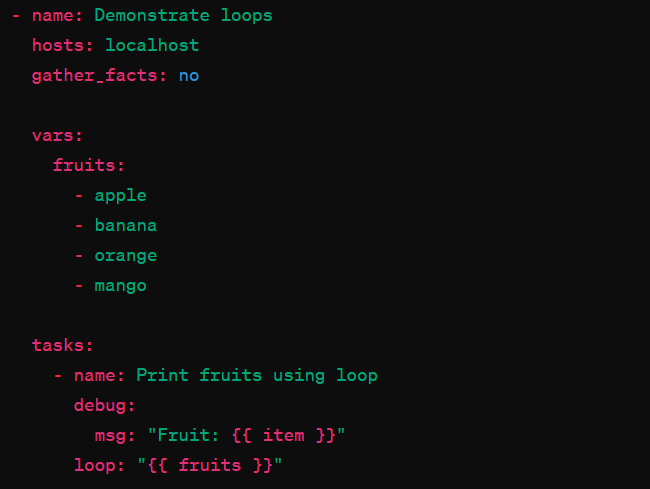 - name: Demonstrate loops
  hosts: localhost
  gather_facts: no

  vars:
    fruits:
      - apple
      - banana
      - orange
      - mango

  tasks:
    - name: Print fruits using loop
      debug:
        msg: "Fruit: {{ item }}"
      loop: "{{ fruits }}"